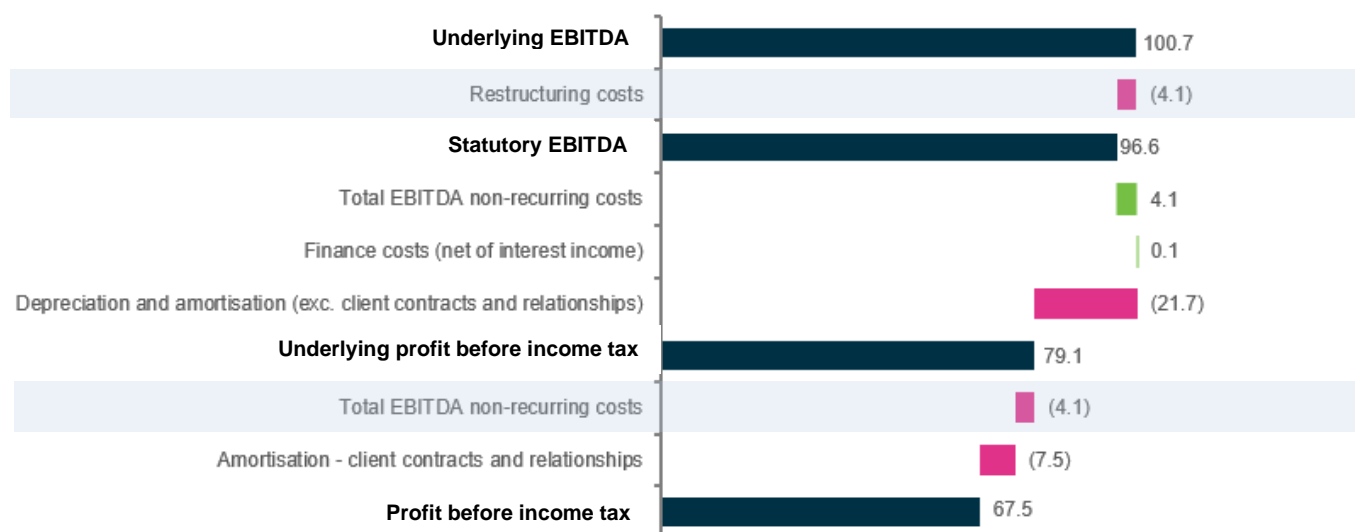 Underlying EBITDA 100.7
Restructuring costs (4.1)
Statutory EBITDA 96.6
Total EBITDA non-recurring costs 4.1
Finance costs (net of interest income) 0.1
Depreciation and amortisation (exc. client contracts and relationships) (21.7)
Underlying profit before income tax 79.1
Total EBITDA non-recurring costs (4.1)
Amortisation - client contracts and relationships (7.5)
Profit before income tax 67.5